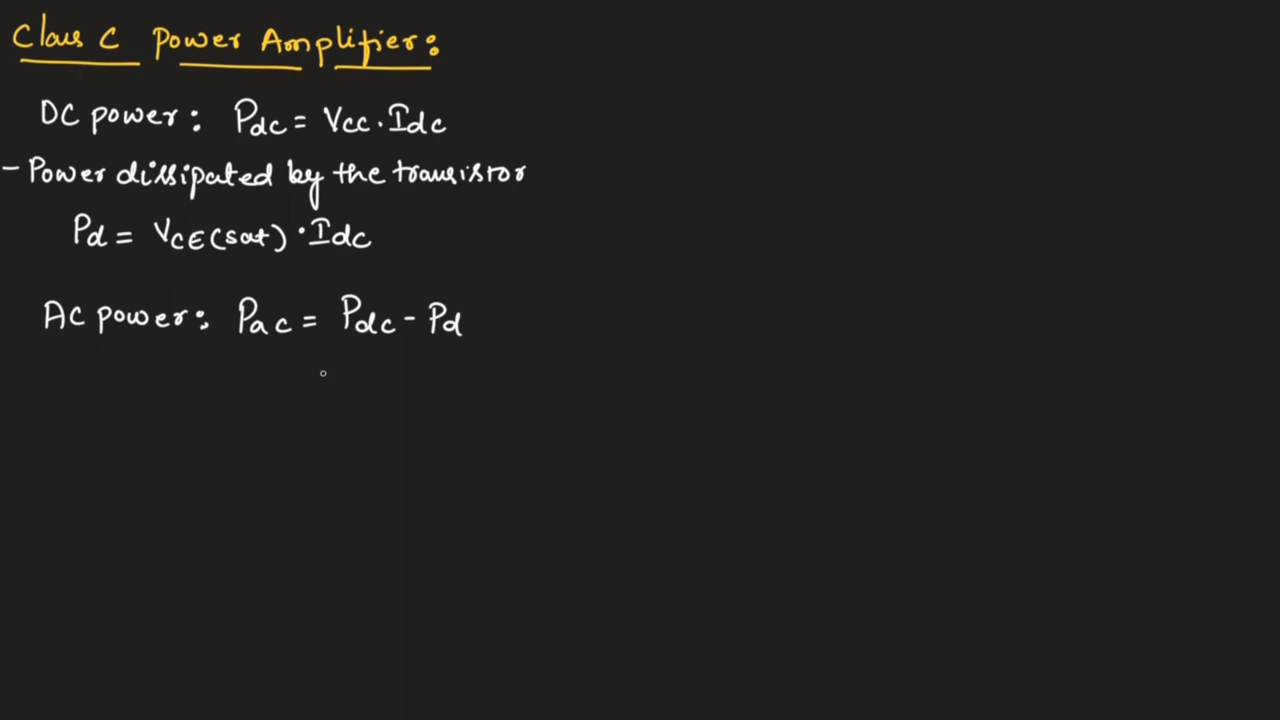 Class C Power Amplifier:
DC power: Pdc = Vcc . Idc
- Power dissipated by the transistor
Pd = VCE(sat) · Idc
Ac power: Pac = Pdc - Pd